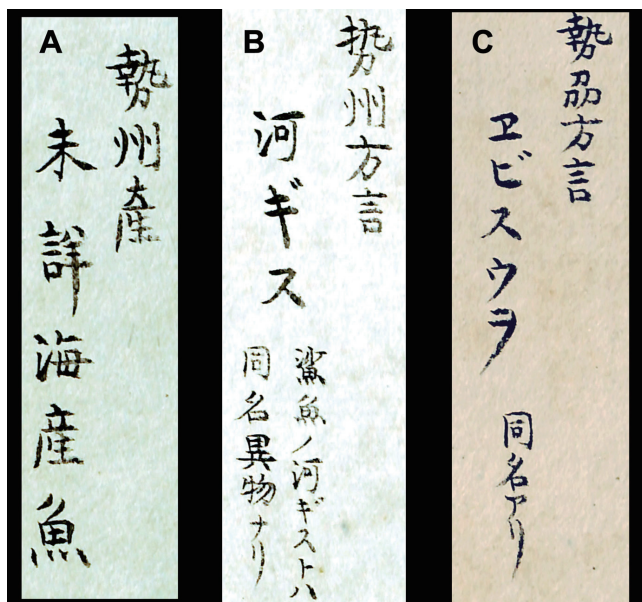 A
勢州産
未詳海産魚
B
勢州方言
河ギス
鯊魚ノ河ギストハ
同名異物ナリ
C
勢刕方言
ヱビスウヲ
同名アリ